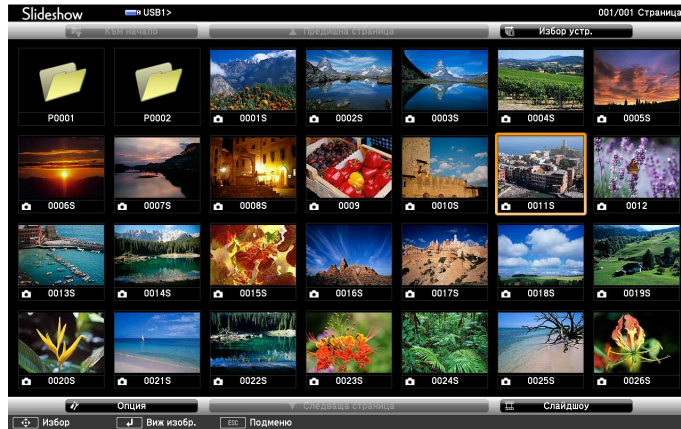 Slideshow USB1> 001/001 Страница
Към начало Предишна страница Избор устр.
P0001 P0002 0001S 0002S 0003S 0004S 0005S
0006S 0007S 0008S 0009 0010S 0011S 0012
0013S 0014S 0015S 0016S 0017S 0018S 0019S
0020S 0021S 0022S 0023S 0024S 0025S 0026S
Опция Следваща страница Слайдшоу
Избор Виж изобр. ESC Подменю